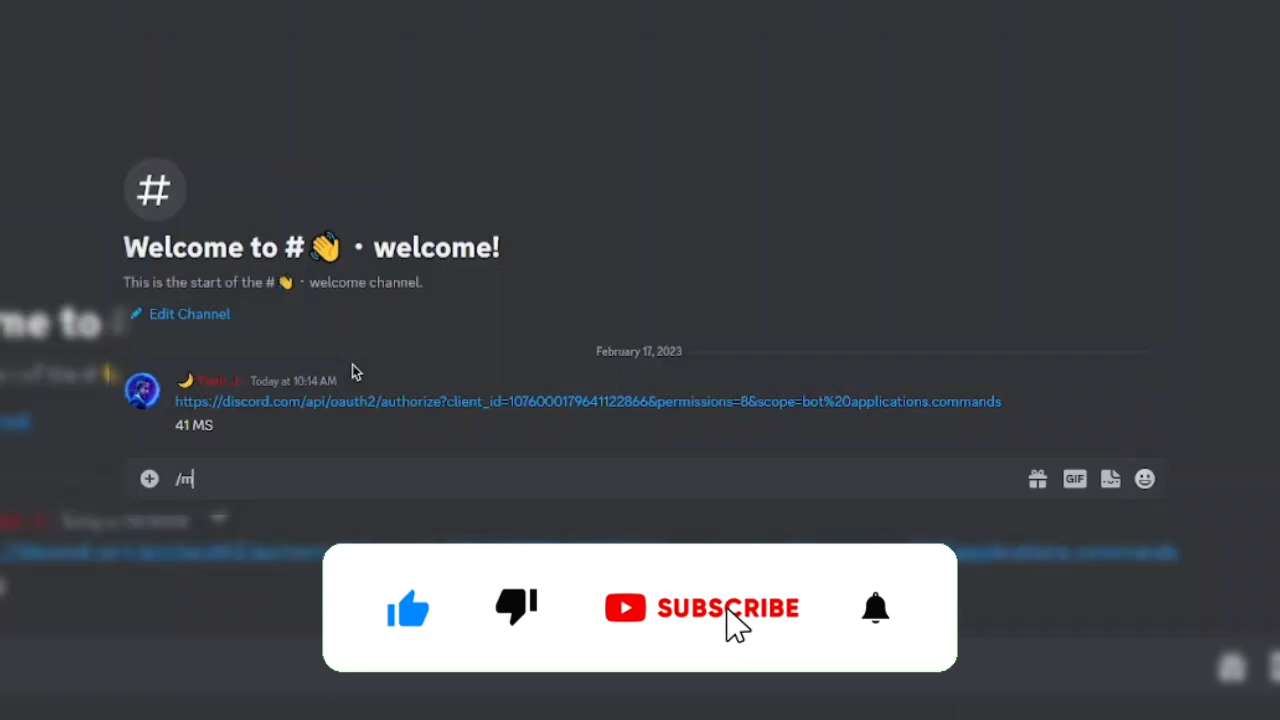 Welcome to # 👋・welcome!
This is the start of the # 👋・welcome channel.
Edit Channel
February 17, 2023
Today at 10:14 AM
https://discord.com/api/oauth2/authorize?client_id=1076000179641122866&permissions=8&scope=bot%20applications.commands
41 MS
/m
GIF
SUBSCRIBE